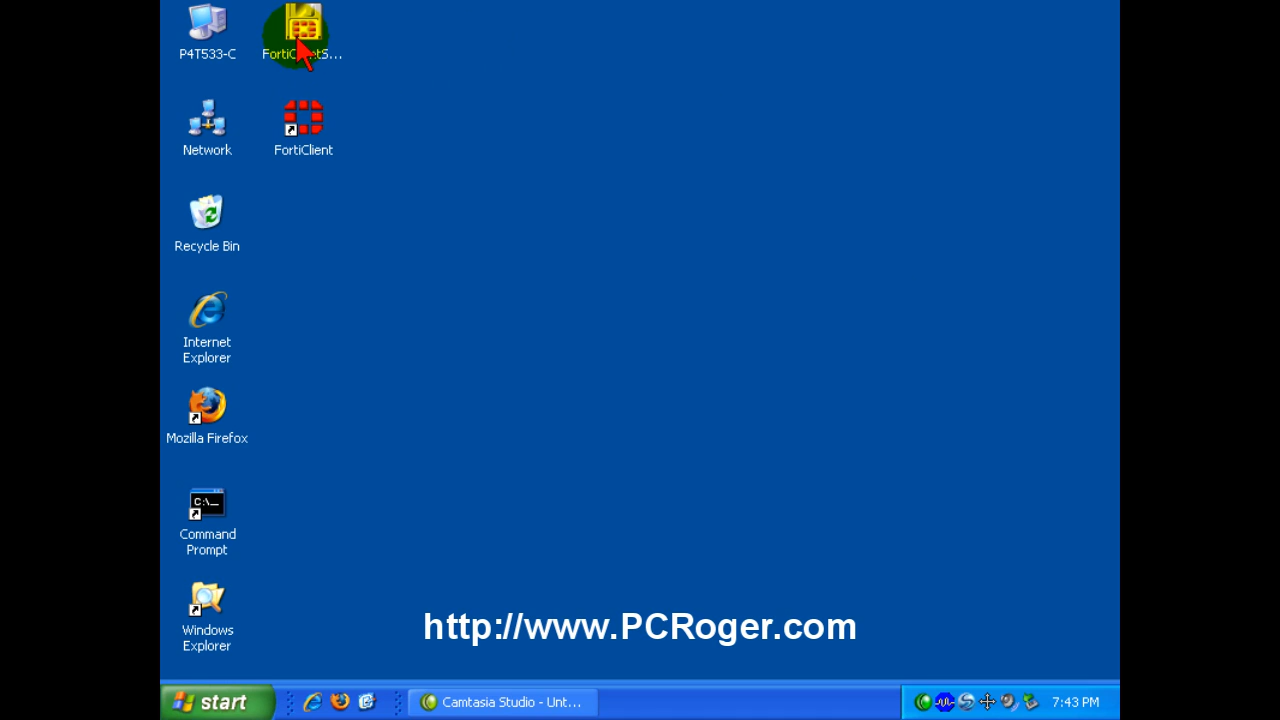 P4T533-C
FortiClientS...
Network
FortiClient
Recycle Bin
Internet
Explorer
Mozilla Firefox
C:\_
Command
Prompt
Windows
Explorer
http://www.PCRoger.com
start
Camtasia Studio - Unt...
7:43 PM